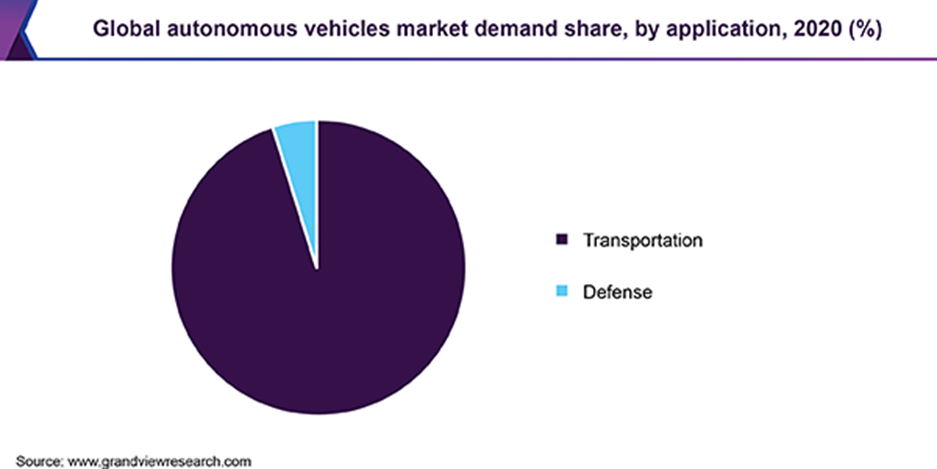 Global autonomous vehicles market demand share, by application, 2020 (%)
Transportation
Defense
Source: www.grandviewresearch.com